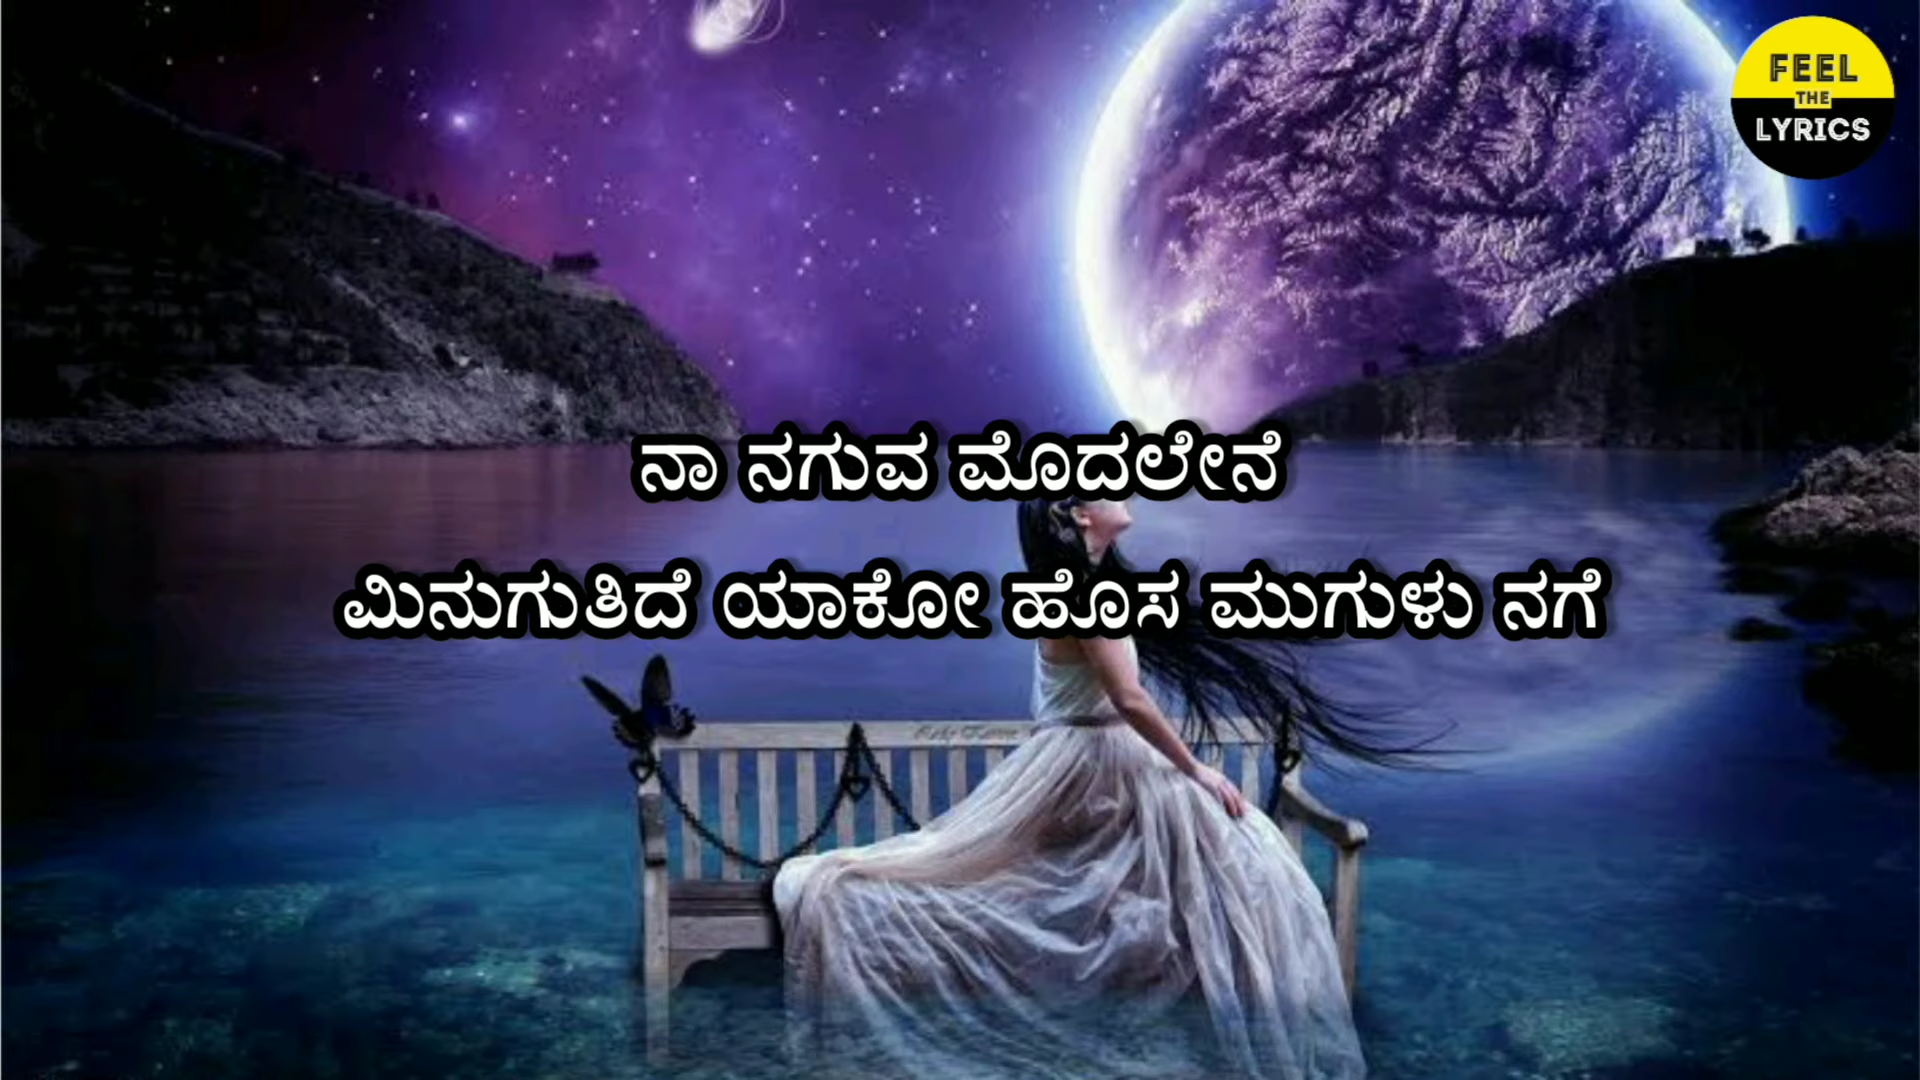 FEEL
THE
LYRICS
ನಾ ನಗುವ ಮೊದಲೇನೆ
ಮಿನುಗುತಿದೆ ಯಾಕೋ ಹೊಸ ಮುಗುಳು ನಗೆ